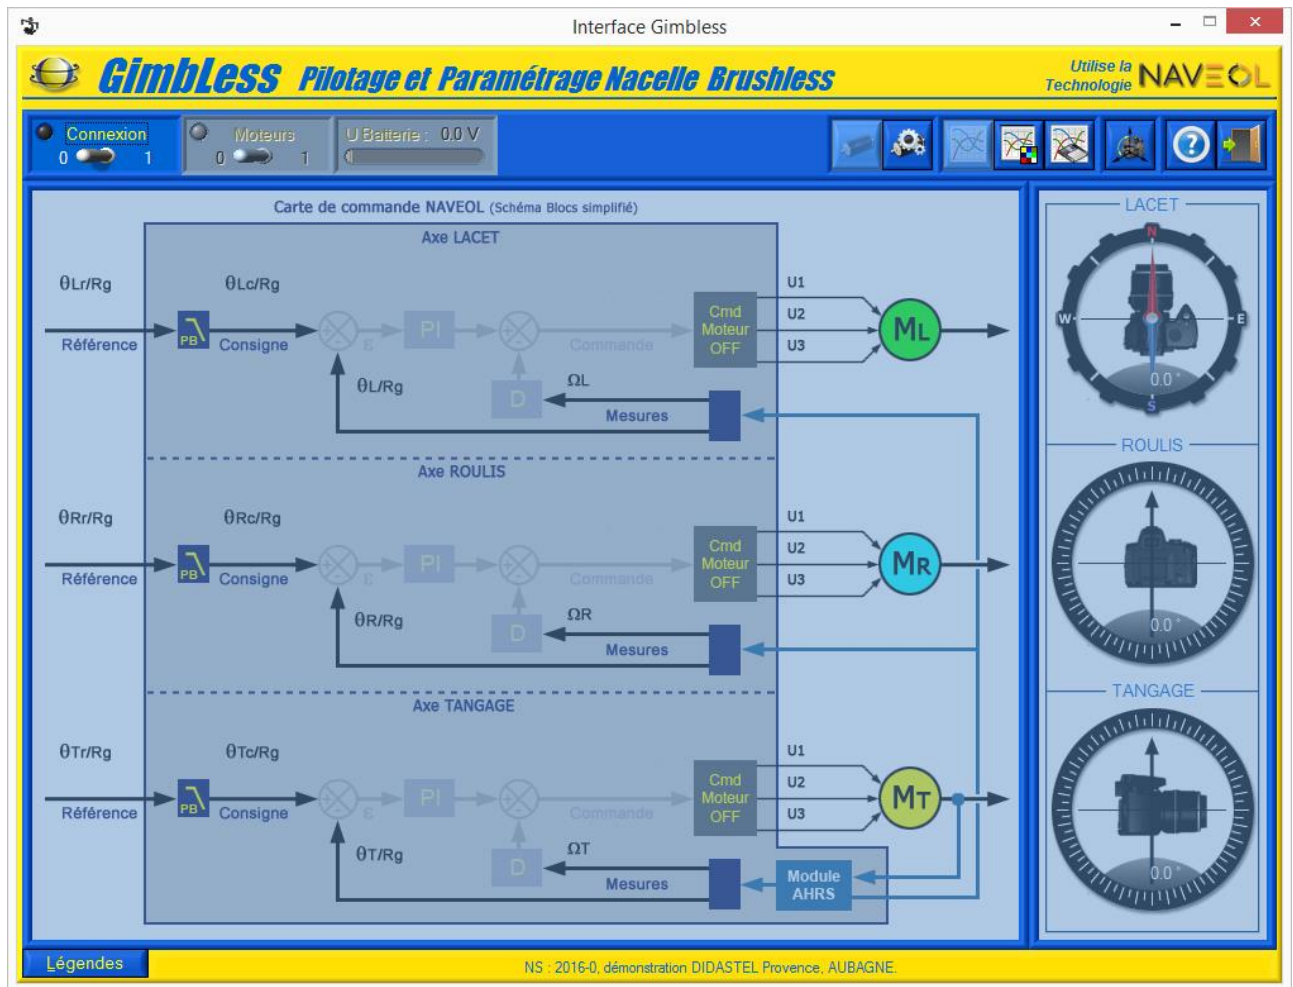 Interface Gimbless
GimbLess Pilotage et Paramétrage Nacelle Brushless
Utilise la Technologie NAVEOL
Connexion
0 1
Moteurs
0 1
U Batterie : 0.0 V
?
Carte de commande NAVEOL (Schéma Blocs simplifié)
Axe LACET
θLr/Rg
Référence
PB
θLc/Rg
Consigne
+
-
ε
PI
+
-
Commande
Cmd
Moteur
OFF
U1
U2
U3
ML
θL/Rg
D
ΩL
Mesures
Axe ROULIS
θRr/Rg
Référence
PB
θRc/Rg
Consigne
+
-
ε
PI
+
-
Commande
Cmd
Moteur
OFF
U1
U2
U3
MR
θR/Rg
D
ΩR
Mesures
Axe TANGAGE
θTr/Rg
Référence
PB
θTc/Rg
Consigne
+
-
ε
PI
+
-
Commande
Cmd
Moteur
OFF
U1
U2
U3
MT
θT/Rg
D
ΩT
Mesures
Module
AHRS
LACET
N
W
E
0.0 °
S
ROULIS
0.0 °
TANGAGE
0.0 °
Légendes
NS : 2016-0, démonstration DIDASTEL Provence, AUBAGNE.